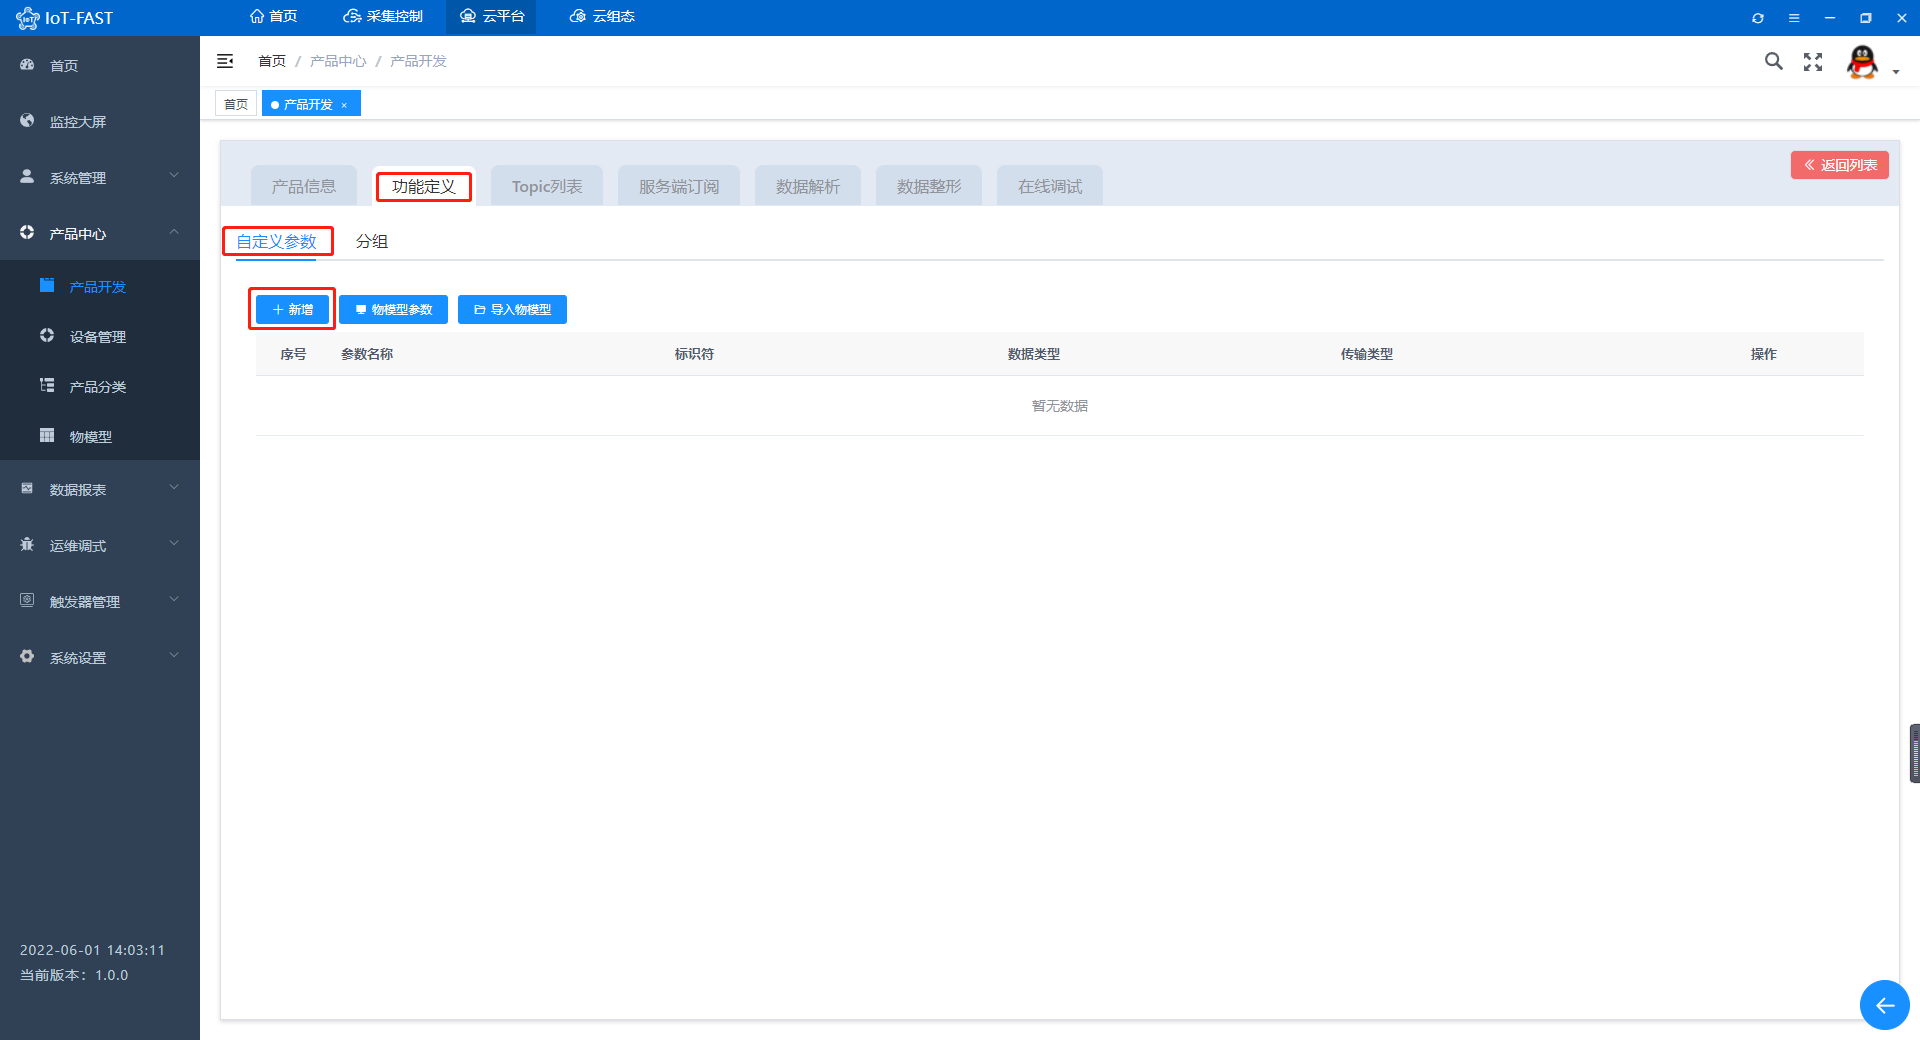 IoT-FAST
首页
采集控制
云平台
云组态
首页
监控大屏
系统管理
产品中心
产品开发
设备管理
产品分类
物模型
数据报表
运维调式
触发器管理
系统设置
2022-06-01 14:03:11
当前版本：1.0.0
首页 / 产品中心 / 产品开发
首页
产品开发 ×
产品信息
功能定义
Topic列表
服务端订阅
数据解析
数据整形
在线调试
返回列表
自定义参数
分组
新增
物模型参数
导入物模型
序号 参数名称 标识符 数据类型 传输类型 操作
暂无数据